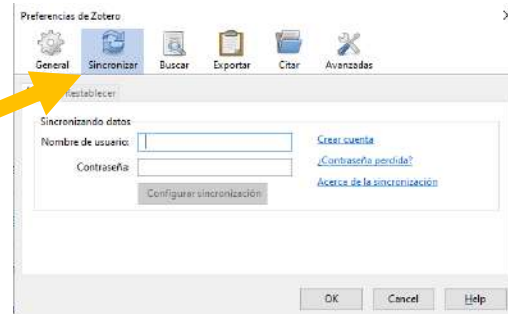 Preferencias de Zotero
General Sincronizar Buscar Exportar Citar Avanzadas
Restablecer
Sincronizando datos
Nombre de usuario:
Crear cuenta
Contraseña:
¿Contraseña perdida?
Acerca de la sincronización
Configurar sincronización
OK Cancel Help